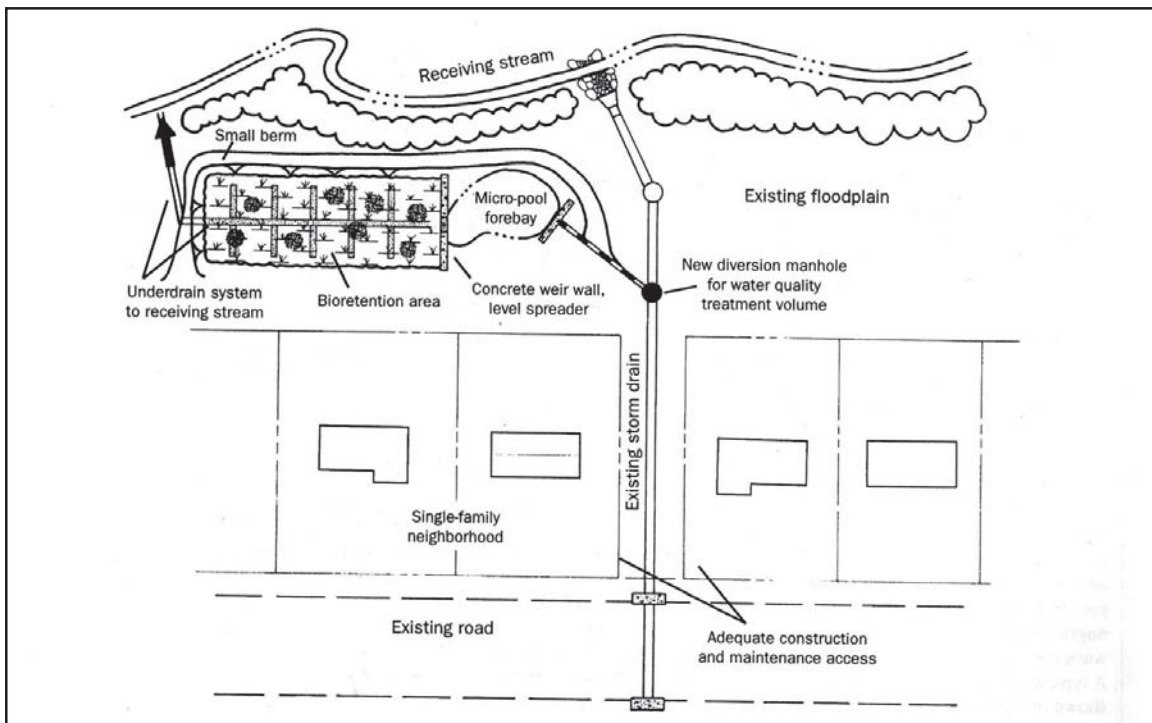 Receiving stream
Small berm
Micro-pool
forebay
Existing floodplain
Underdrain system
to receiving stream
Bioretention area
Concrete weir wall,
level spreader
New diversion manhole
for water quality
treatment volume
Existing storm drain
Single-family
neighborhood
Existing road
Adequate construction
and maintenance access